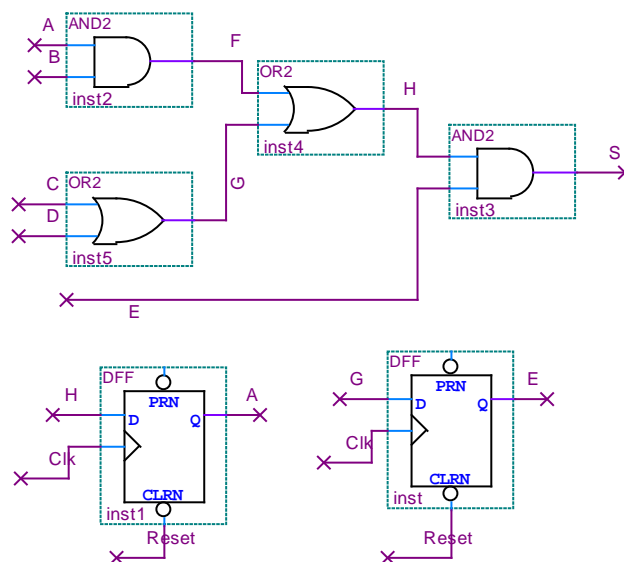 A
AND2
B
inst2
F
OR2
inst4
H
AND2
inst3
S
C
OR2
D
inst5
G
E
DFF
H
PRN
D
Q
A
Clk
CLRN
inst1
Reset
DFF
G
PRN
D
Q
E
Clk
CLRN
inst
Reset